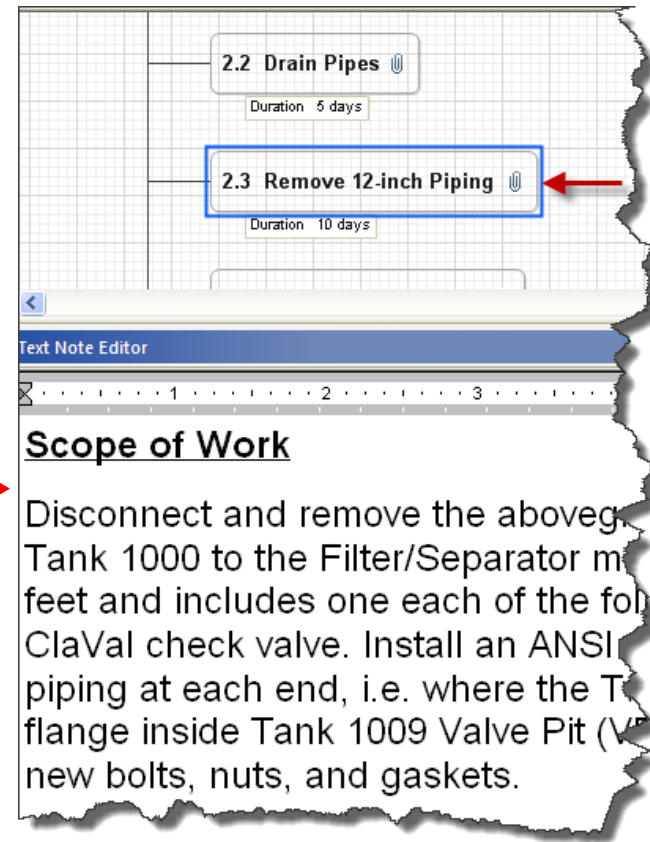 2.2 Drain Pipes
Duration 5 days
2.3 Remove 12-inch Piping
Duration 10 days
Text Note Editor
1 2 3
Scope of Work
Disconnect and remove the
Tank 1000 to the Filter/Separator
feet and includes one each of the
ClaVal check valve. Install an ANSI
piping at each end, i.e. where the
flange inside Tank 1009 Valve Pit
new bolts, nuts, and gaskets.